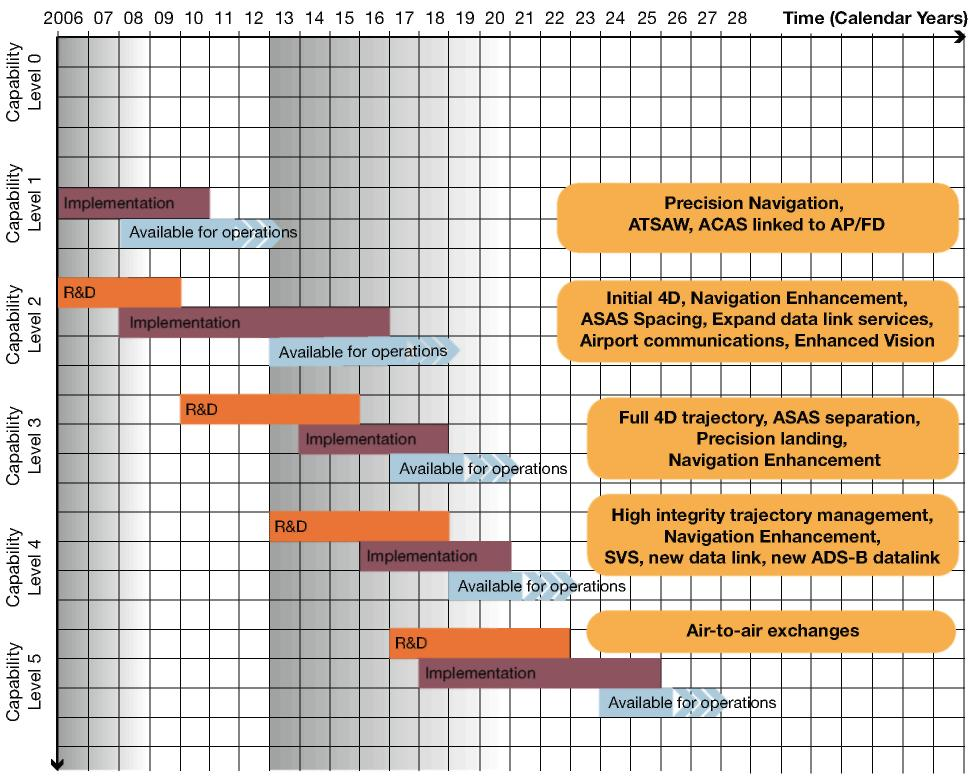 2006 07 08 09 10 11 12 13 14 15 16 17 18 19 20 21 22 23 24 25 26 27 28 Time (Calendar Years)
Capability
Level 0
Capability
Level 1
Implementation
Available for operations
Precision Navigation,
ATSAW, ACAS linked to AP/FD
Capability
Level 2
R&D
Implementation
Available for operations
Initial 4D, Navigation Enhancement,
ASAS Spacing, Expand data link services,
Airport communications, Enhanced Vision
Capability
Level 3
R&D
Implementation
Available for operations
Full 4D trajectory, ASAS separation,
Precision landing,
Navigation Enhancement
Capability
Level 4
R&D
Implementation
Available for operations
High integrity trajectory management,
Navigation Enhancement,
SVS, new data link, new ADS-B datalink
Capability
Level 5
R&D
Implementation
Available for operations
Air-to-air exchanges